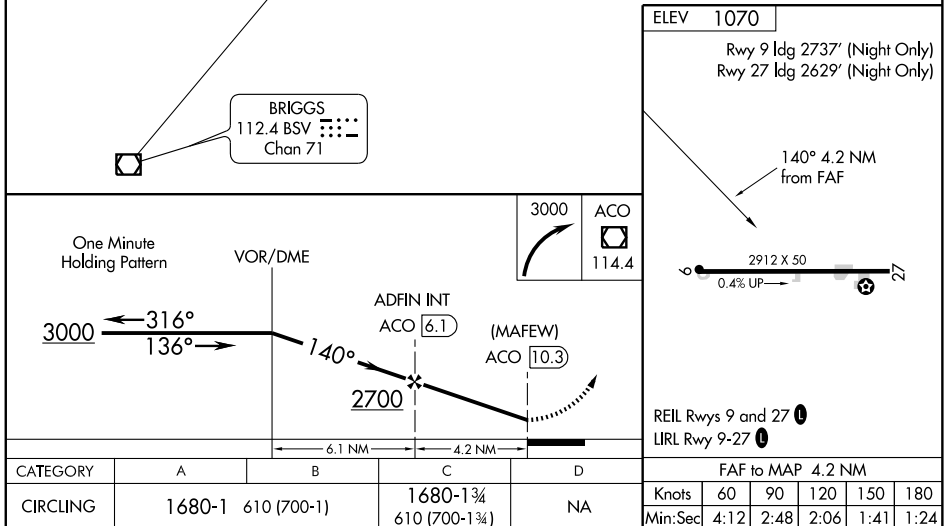 BRIGGS
112.4 BSV
Chan 71
ELEV 1070
Rwy 9 ldg 2737' (Night Only)
Rwy 27 ldg 2629' (Night Only)
140° 4.2 NM
from FAF
2912 X 50
0.4% UP
9
27
REIL Rwys 9 and 27 L
LIRL Rwy 9-27 L
One Minute
Holding Pattern
VOR/DME
3000
ACO
114.4
ADFIN INT
ACO 6.1
(MAFEW)
ACO 10.3
3000
316°
136°
140°
2700
6.1 NM
4.2 NM
CATEGORY A B C D
CIRCLING 1680-1 610 (700-1) 1680-1¾ 610 (700-1¾) NA
FAF to MAP 4.2 NM
Knots 60 90 120 150 180
Min:Sec 4:12 2:48 2:06 1:41 1:24